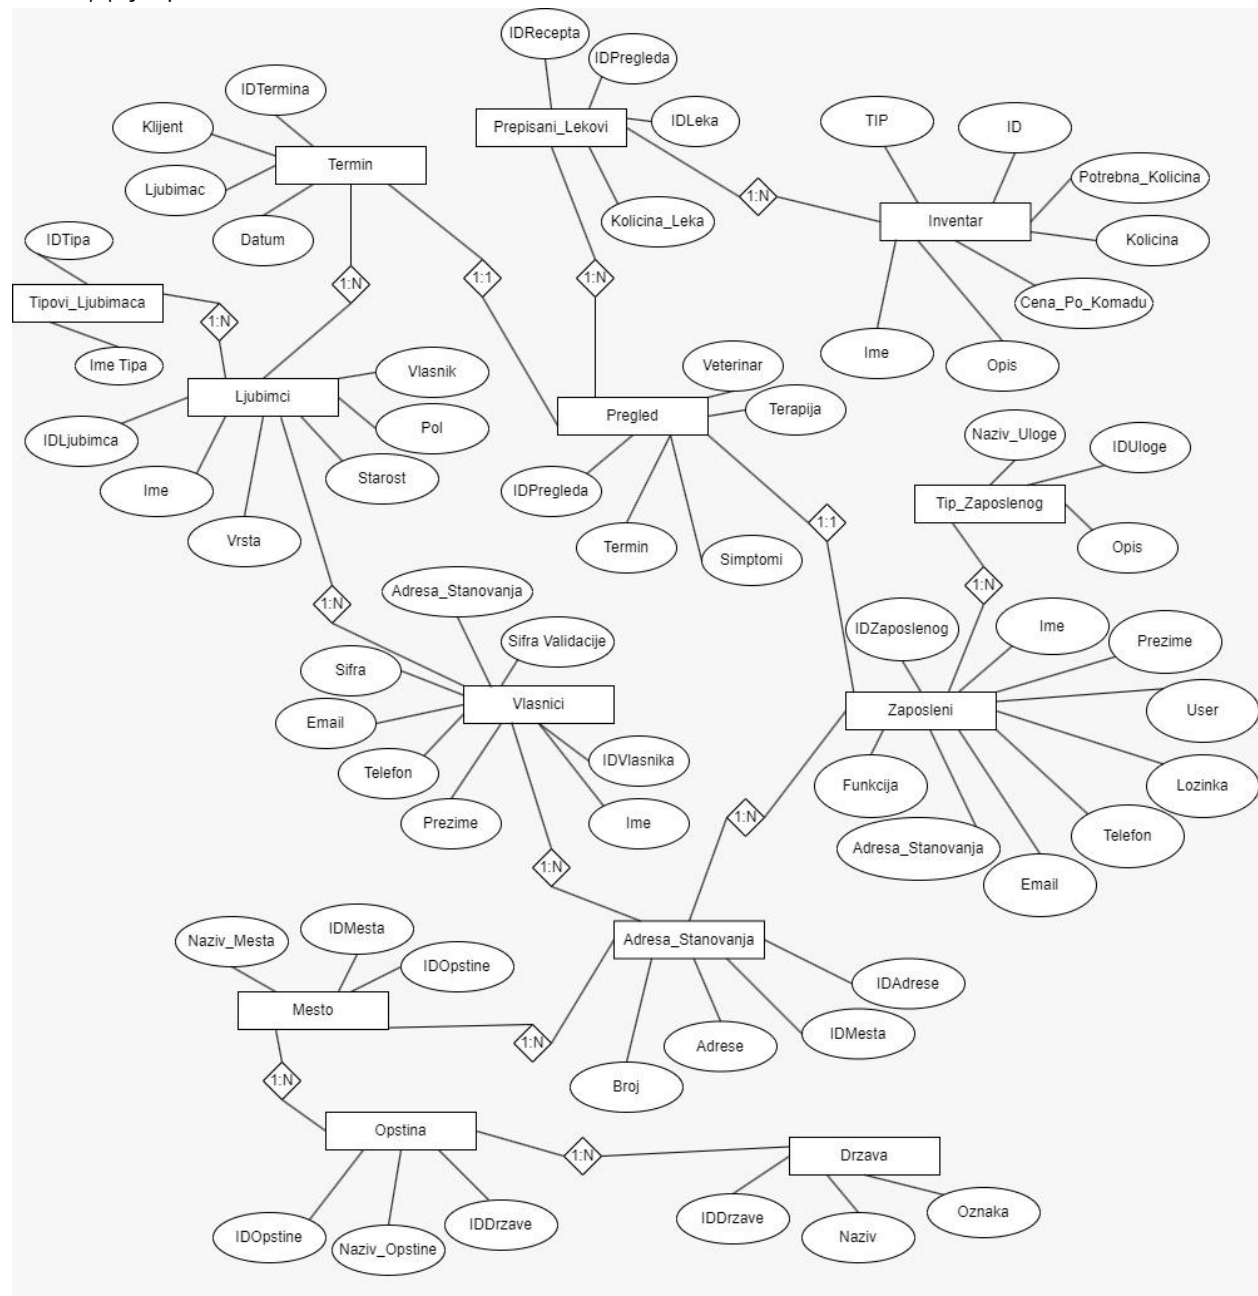 IDRecepta
IDPregleda
IDTermina
IDLeka
TIP
ID
Klijent
Prepisani_Lekovi
Termin
Potrebna_Kolicina
Ljubimac
1:N
Kolicina_Leka
Inventar
IDTipa
Datum
Kolicina
1:1
1:N
1:N
Tipovi_Ljubimaca
Cena_Po_Komadu
1:N
Ime
Ime Tipa
Opis
Veterinar
Vlasnik
Ljubimci
Terapija
Pregled
Pol
IDLjubimca
Naziv_Uloge
IDUloge
Starost
Ime
IDPregleda
Tip_Zaposlenog
1:1
Vrsta
Termin
Simptomi
Opis
1:N
Adresa_Stanovanja
1:N
IDZaposlenog
Ime
Sifra Validacije
Prezime
Sifra
Vlasnici
Zaposleni
User
Email
IDVlasnika
Telefon
Funkcija
Lozinka
1:N
Prezime
Ime
Telefon
Adresa_Stanovanja
1:N
Email
IDMesta
Naziv_Mesta
Adresa_Stanovanja
IDOpstine
IDAdrese
Mesto
IDMesta
1:N
Adrese
1:N
Broj
Opstina
1:N
Drzava
Oznaka
IDDrzave
IDDrzave
IDOpstine
Naziv
Naziv_Opstine